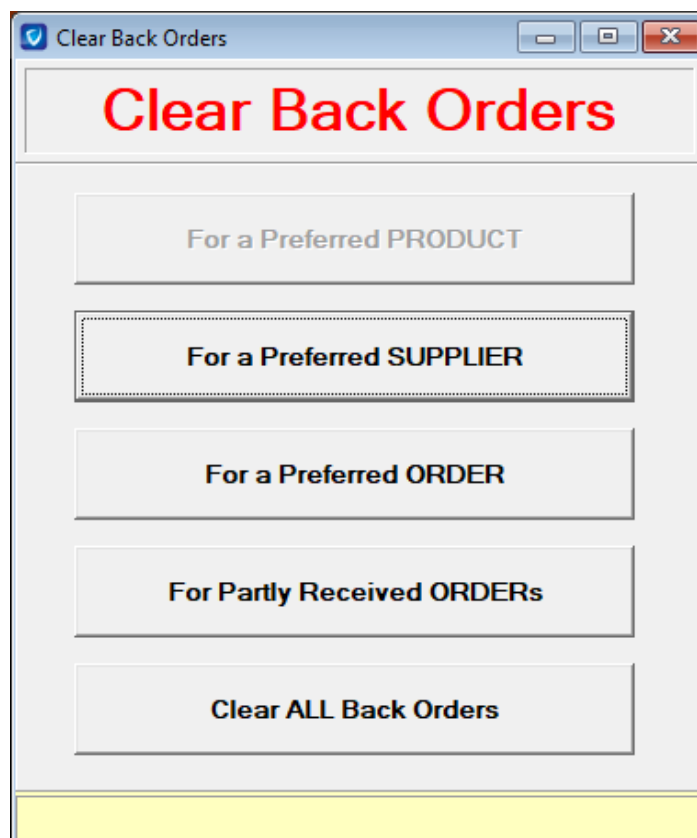 Clear Back Orders
Clear Back Orders
For a Preferred PRODUCT
For a Preferred SUPPLIER
For a Preferred ORDER
For Partly Received ORDERs
Clear ALL Back Orders